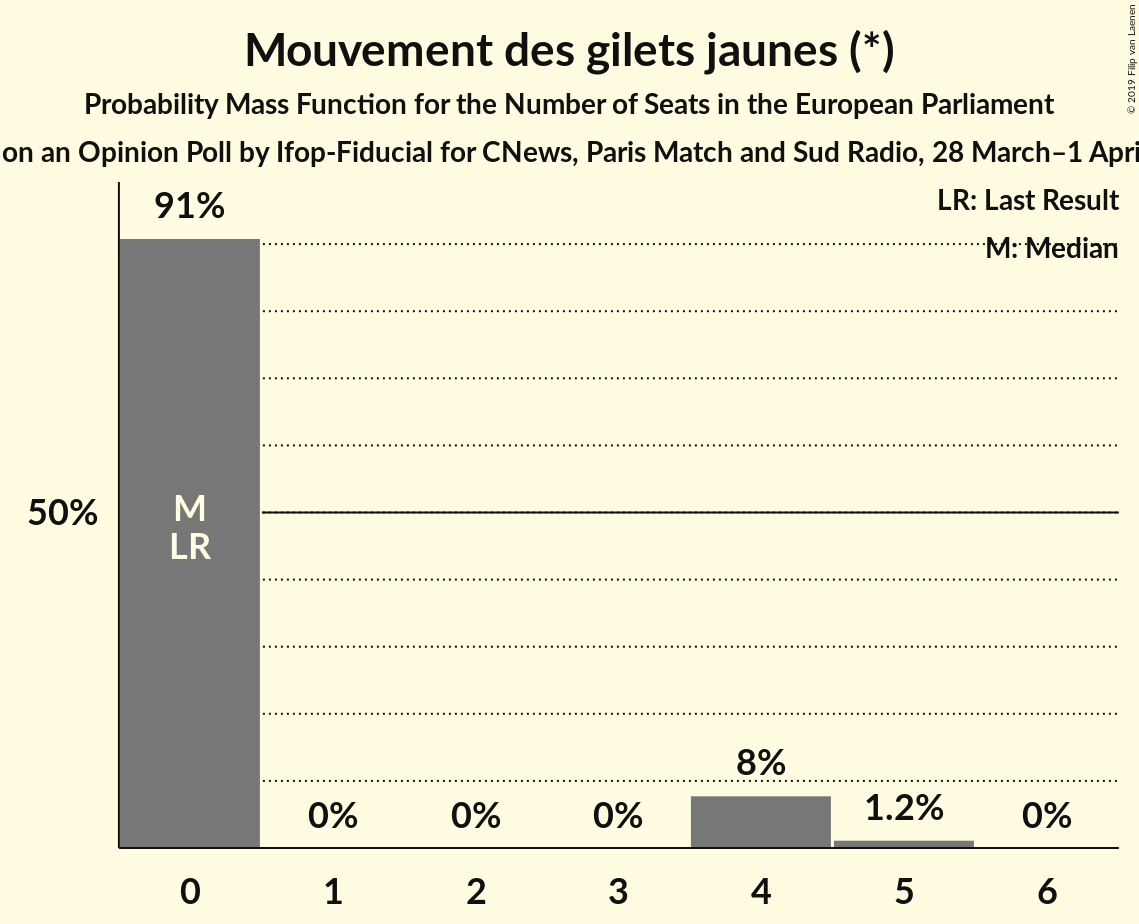 Mouvement des gilets jaunes (*)
Probability Mass Function for the Number of Seats in the European Parliament
on an Opinion Poll by Ifop-Fiducial for CNews, Paris Match and Sud Radio, 28 March–1 Apri
© 2019 Filip van Laenen
LR: Last Result
M: Median
91%
50%
M
LR
0%
0%
0%
8%
1.2%
0%
0
1
2
3
4
5
6